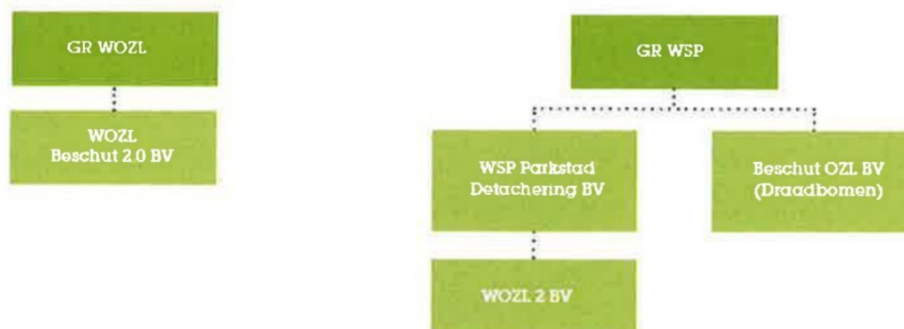 GR WOZL
WOZL
Beschut 2.0 BV
GR WSP
WSP Parkstad
Detachering BV
Beschut OZL BV
(Draadbomen)
WOZL 2 BV